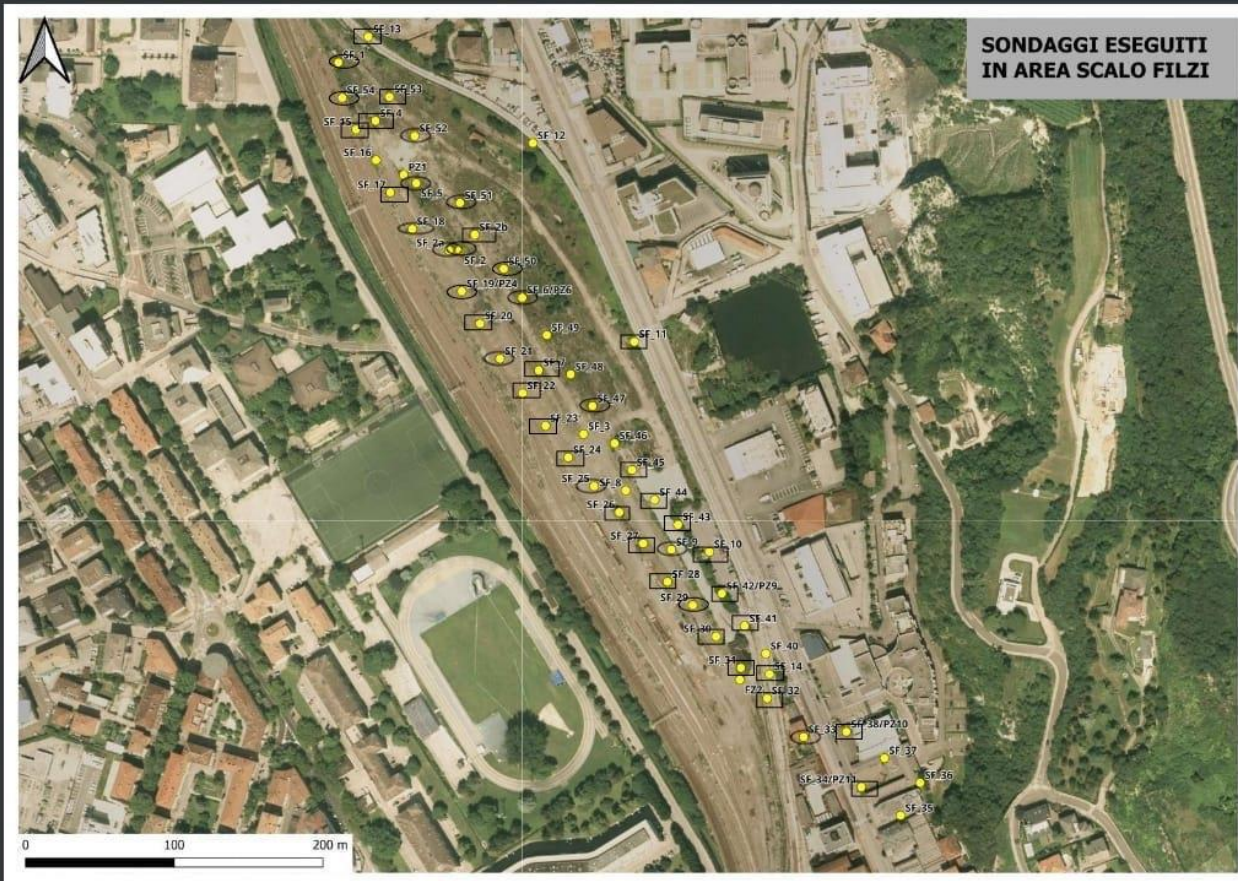 SONDAGGI ESEGUITI
IN AREA SCALO FILZI
SF_13
SF_1
SF_54
SF_53
SF_4
SF_15
SF_52
SF_12
SF_16
PZ1
SF_17
SF_5
SF_51
SF_18
SF_2b
SF_2a
SF_2
SF_50
SF_19/PZ4
SF_6/PZ6
SF_20
SF_49
SF_11
SF_21
SF_7
SF_48
SF_22
SF_47
SF_23
SF_3
SF_46
SF_24
SF_45
SF_25
SF_8
SF_44
SF_26
SF_43
SF_27
SF_9
SF_10
SF_28
SF_42/PZ9
SF_29
SF_41
SF_30
SF_40
SF_31
SF_14
PZ2
SF_32
SF_33
SF_38/PZ10
SF_37
SF_34/PZ11
SF_36
SF_35
0 100 200 m